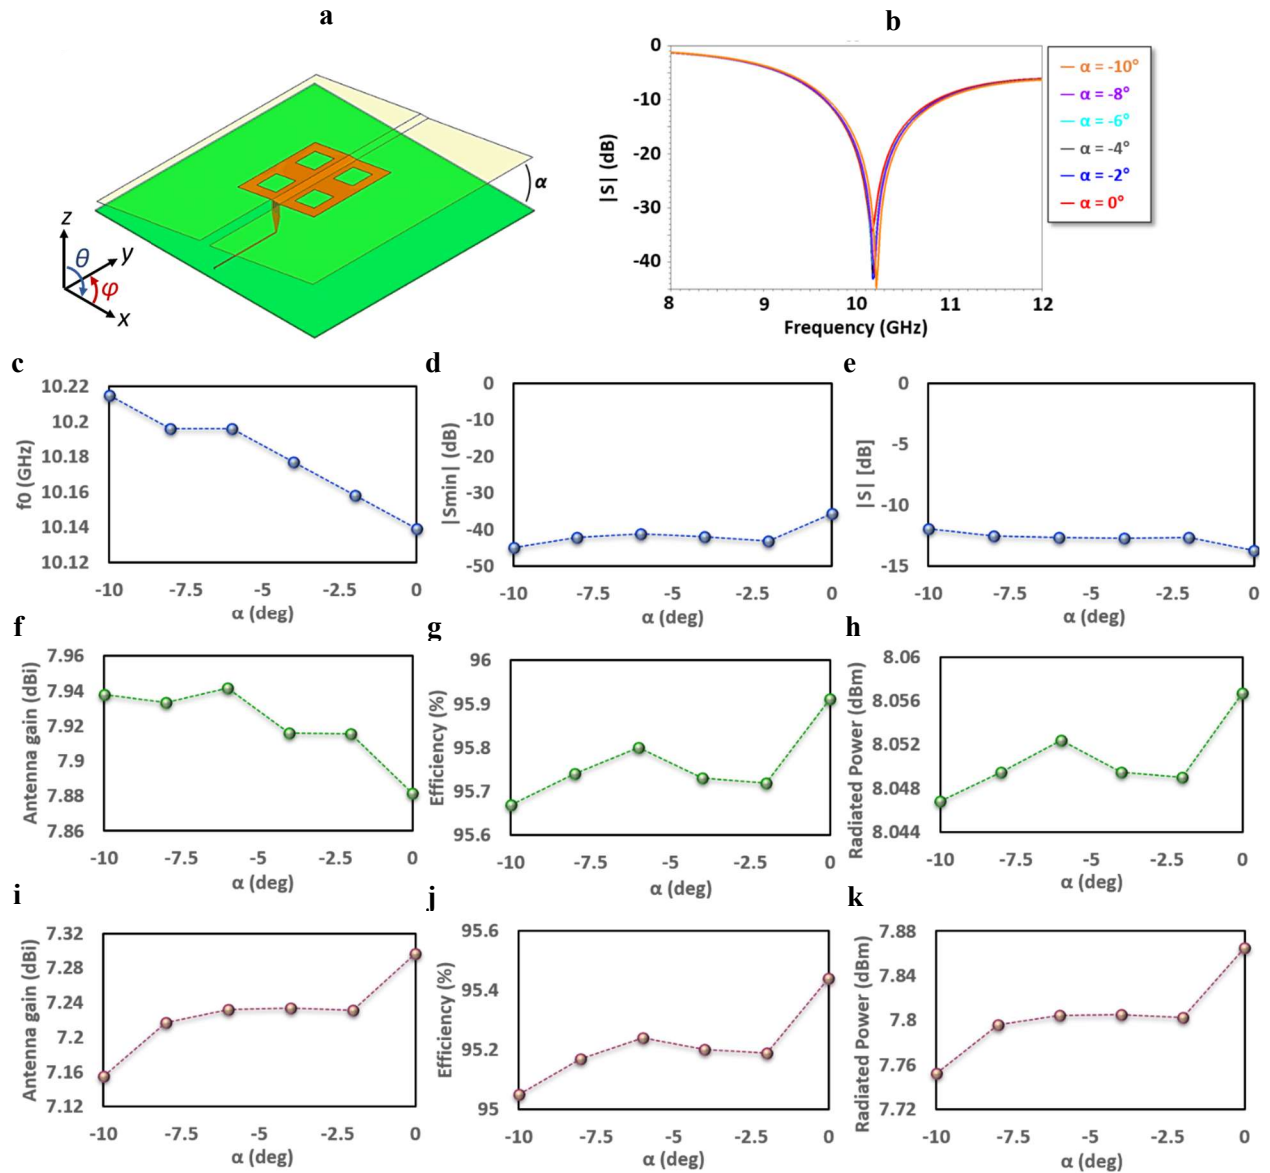 a
α
z
θ
y
φ
x
b
0
-10
-20
-30
-40
|S| (dB)
8 9 10 11 12
Frequency (GHz)
α = -10°
α = -8°
α = -6°
α = -4°
α = -2°
α = 0°
c
f0 (GHz)
10.22
10.2
10.18
10.16
10.14
10.12
-10 -7.5 -5 -2.5 0
α (deg)
d
|Smin| (dB)
0
-10
-20
-30
-40
-50
-10 -7.5 -5 -2.5 0
α (deg)
e
|S| [dB]
0
-5
-10
-15
-10 -7.5 -5 -2.5 0
α (deg)
f
Antenna gain (dBi)
7.96
7.94
7.92
7.9
7.88
7.86
-10 -7.5 -5 -2.5 0
α (deg)
g
Efficiency (%)
96
95.9
95.8
95.7
95.6
-10 -7.5 -5 -2.5 0
α (deg)
h
Radiated Power (dBm)
8.06
8.056
8.052
8.048
8.044
-10 -7.5 -5 -2.5 0
α (deg)
i
Antenna gain (dBi)
7.32
7.28
7.24
7.2
7.16
7.12
-10 -7.5 -5 -2.5 0
α (deg)
j
Efficiency (%)
95.6
95.4
95.2
95
-10 -7.5 -5 -2.5 0
α (deg)
k
Radiated Power (dBm)
7.88
7.84
7.8
7.76
7.72
-10 -7.5 -5 -2.5 0
α (deg)